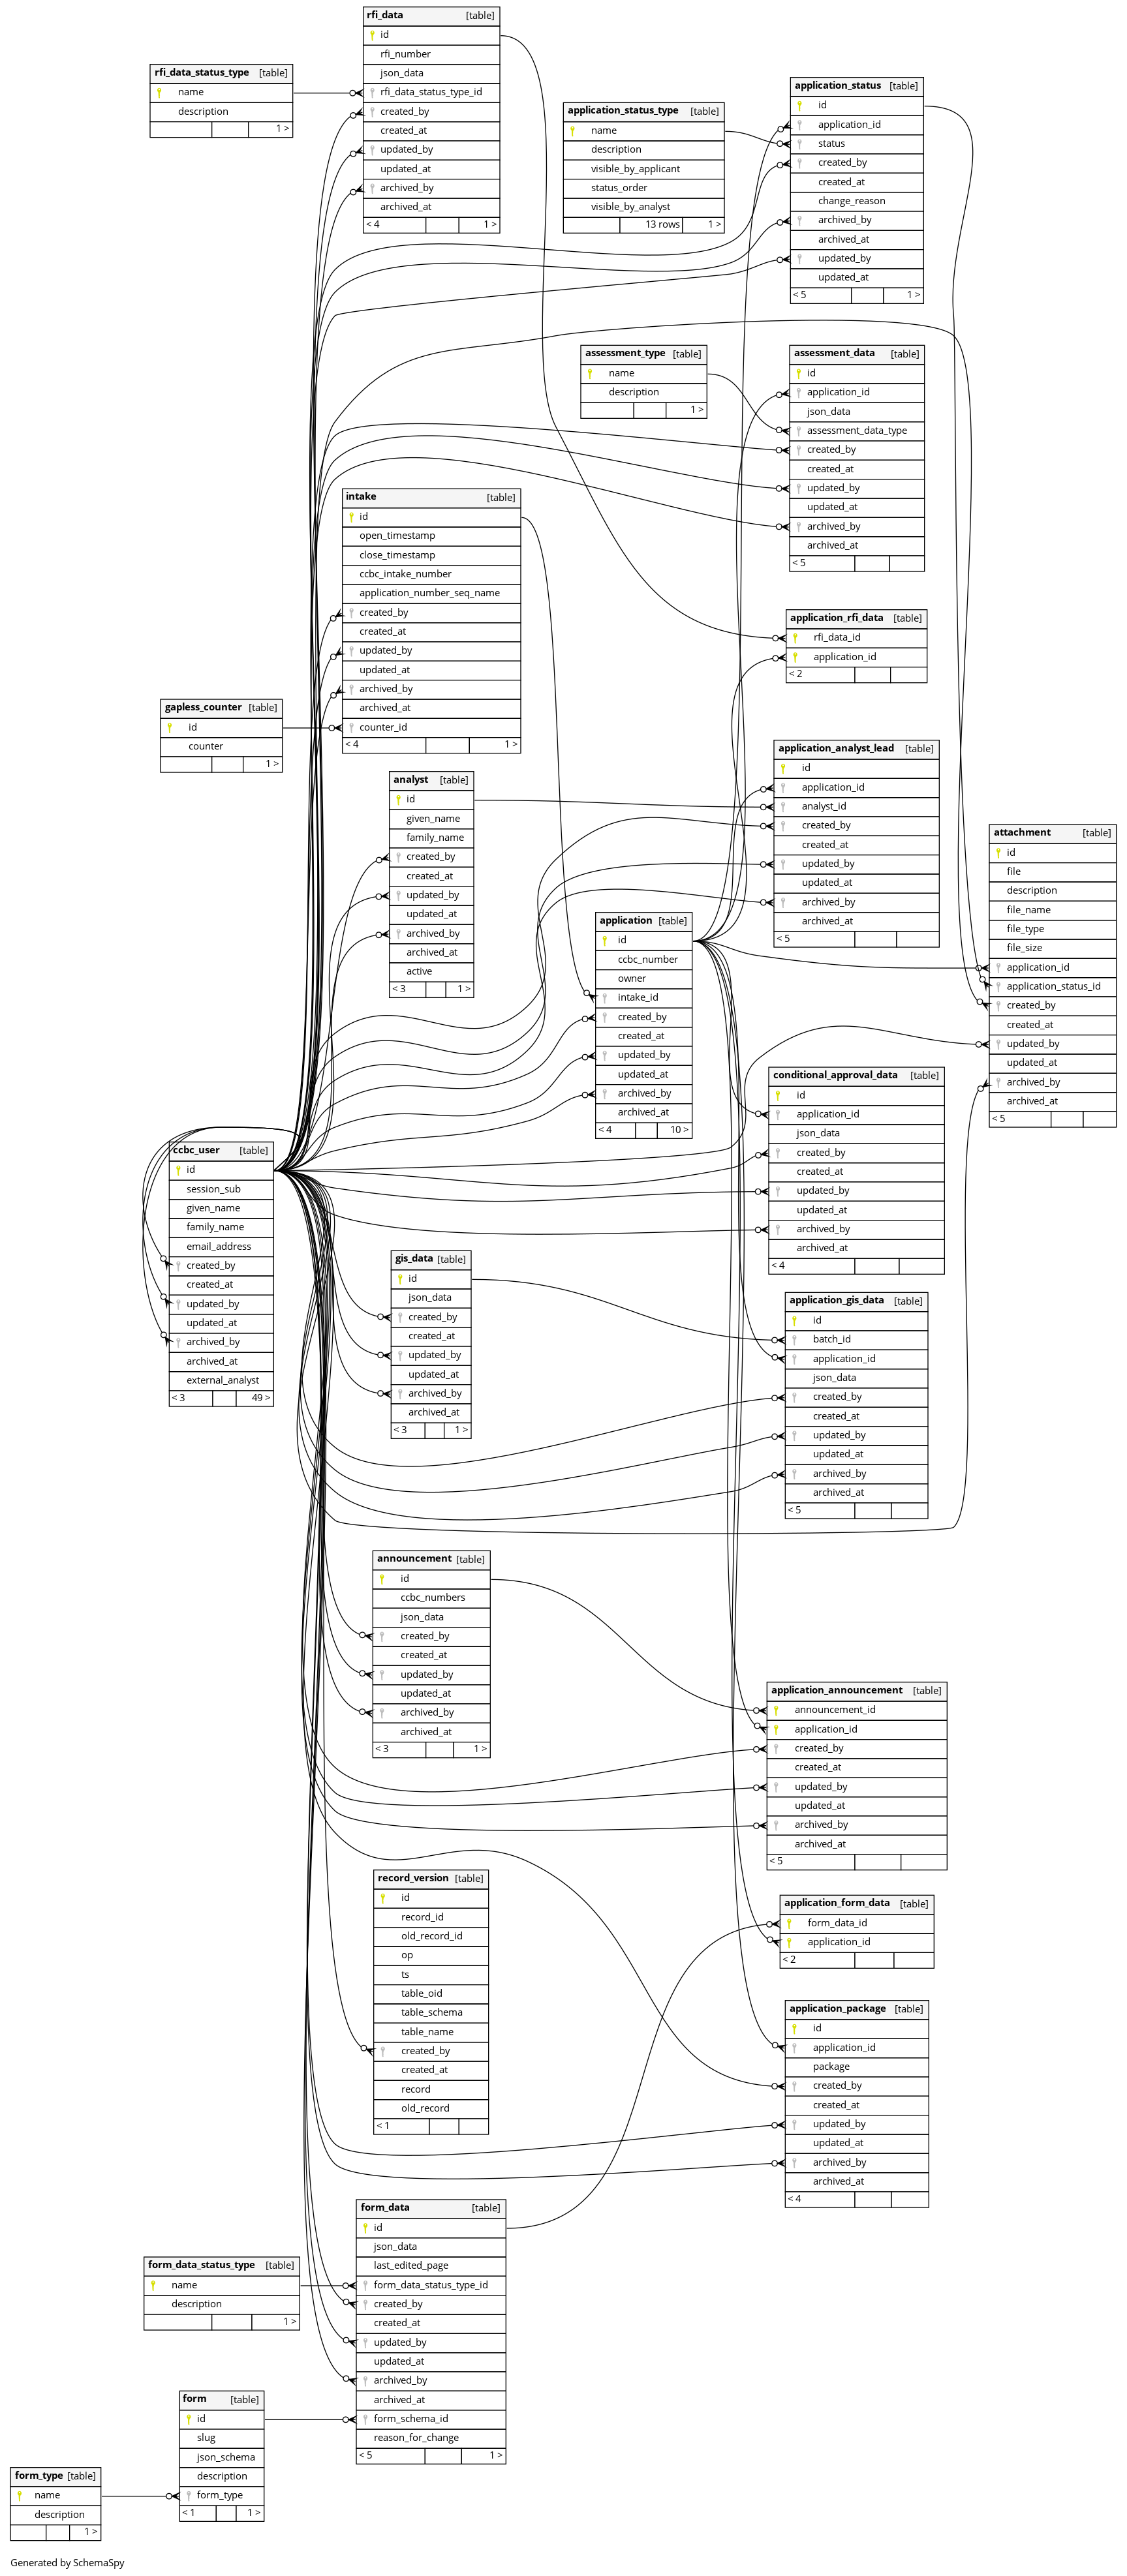 rfi_data [table]
id
rfi_number
json_data
rfi_data_status_type_id
created_by
created_at
updated_by
updated_at
archived_by
archived_at
< 4 1 >
rfi_data_status_type [table]
name
description
1 >
application_status_type [table]
name
description
visible_by_applicant
status_order
visible_by_analyst
13 rows 1 >
application_status [table]
id
application_id
status
created_by
created_at
change_reason
archived_by
archived_at
updated_by
updated_at
< 5 1 >
assessment_type [table]
name
description
1 >
assessment_data [table]
id
application_id
json_data
assessment_data_type
created_by
created_at
updated_by
updated_at
archived_by
archived_at
< 5
intake [table]
id
open_timestamp
close_timestamp
ccbc_intake_number
application_number_seq_name
created_by
created_at
updated_by
updated_at
archived_by
archived_at
counter_id
< 4 1 >
application_rfi_data [table]
rfi_data_id
application_id
< 2
gapless_counter [table]
id
counter
1 >
application_analyst_lead [table]
id
application_id
analyst_id
created_by
created_at
updated_by
updated_at
archived_by
archived_at
< 5
analyst [table]
id
given_name
family_name
created_by
created_at
updated_by
updated_at
archived_by
archived_at
active
< 3 1 >
attachment [table]
id
file
description
file_name
file_type
file_size
application_id
application_status_id
created_by
created_at
updated_by
updated_at
archived_by
archived_at
< 5
application [table]
id
ccbc_number
owner
intake_id
created_by
created_at
updated_by
updated_at
archived_by
archived_at
< 4 10 >
conditional_approval_data [table]
id
application_id
json_data
created_by
created_at
updated_by
updated_at
archived_by
archived_at
< 4
ccbc_user [table]
id
session_sub
given_name
family_name
email_address
created_by
created_at
updated_by
updated_at
archived_by
archived_at
external_analyst
< 3 49 >
gis_data [table]
id
json_data
created_by
created_at
updated_by
updated_at
archived_by
archived_at
< 3 1 >
application_gis_data [table]
id
batch_id
application_id
json_data
created_by
created_at
updated_by
updated_at
archived_by
archived_at
< 5
announcement [table]
id
ccbc_numbers
json_data
created_by
created_at
updated_by
updated_at
archived_by
archived_at
< 3 1 >
application_announcement [table]
announcement_id
application_id
created_by
created_at
updated_by
updated_at
archived_by
archived_at
< 5
record_version [table]
id
record_id
old_record_id
op
ts
table_oid
table_schema
table_name
created_by
created_at
record
old_record
< 1
application_form_data [table]
form_data_id
application_id
< 2
application_package [table]
id
application_id
package
created_by
created_at
updated_by
updated_at
archived_by
archived_at
< 4
form_data [table]
id
json_data
last_edited_page
form_data_status_type_id
created_by
created_at
updated_by
updated_at
archived_by
archived_at
form_schema_id
reason_for_change
< 5 1 >
form_data_status_type [table]
name
description
1 >
form [table]
id
slug
json_schema
description
form_type
< 1 1 >
form_type [table]
name
description
1 >
Generated by SchemaSpy